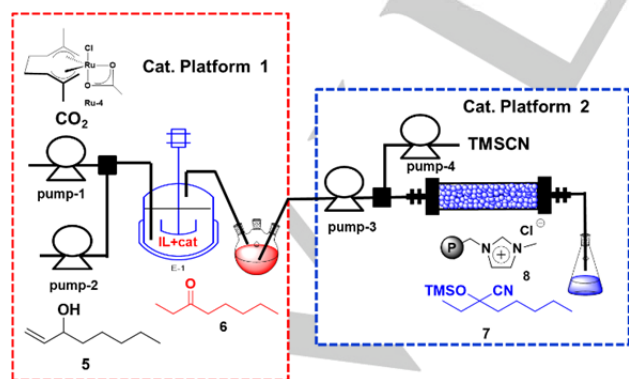 Cl
Ru
O
O
Ru-4
Cat. Platform 1
CO2
pump-1
pump-2
IL+cat
E-1
OH
5
O
6
Cat. Platform 2
pump-4
TMSCN
pump-3
Cl ⊖
P
N
N
+
8
TMSO CN
7